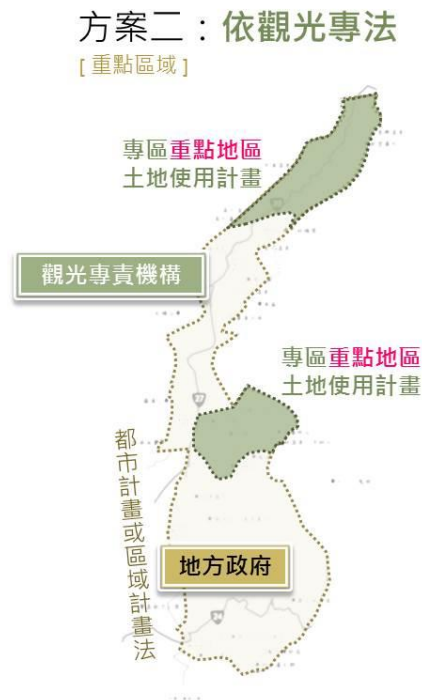 方案二：依觀光專法
[ 重點區域 ]
專區重點地區
土地使用計畫
觀光專責機構
專區重點地區
土地使用計畫
27
都市計畫或區域計畫法
地方政府
24